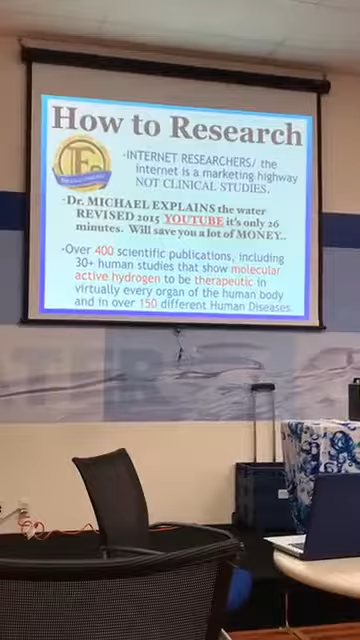 How to Research
·INTERNET RESEARCHERS/ the
internet is a marketing highway
NOT CLINICAL STUDIES.
·Dr. MICHAEL EXPLAINS the water
REVISED 2015 YOUTUBE it's only 26
minutes. Will save you a lot of MONEY..
·Over 400 scientific publications, including
30+ human studies that show molecular
active hydrogen to be therapeutic in
virtually every organ of the human body
and in over 150 different Human Diseases.